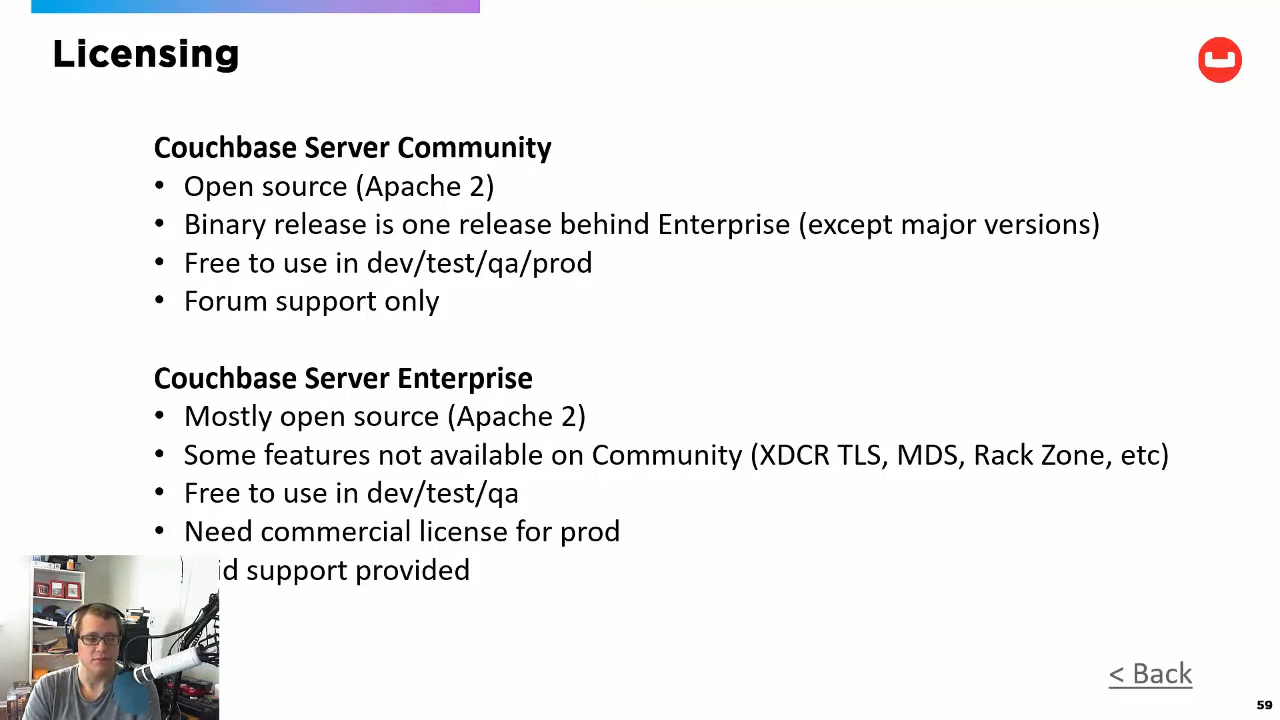 Licensing
Couchbase Server Community
• Open source (Apache 2)
• Binary release is one release behind Enterprise (except major versions)
• Free to use in dev/test/qa/prod
• Forum support only
Couchbase Server Enterprise
• Mostly open source (Apache 2)
• Some features not available on Community (XDCR TLS, MDS, Rack Zone, etc)
• Free to use in dev/test/qa
• Need commercial license for prod
support provided
< Back
59